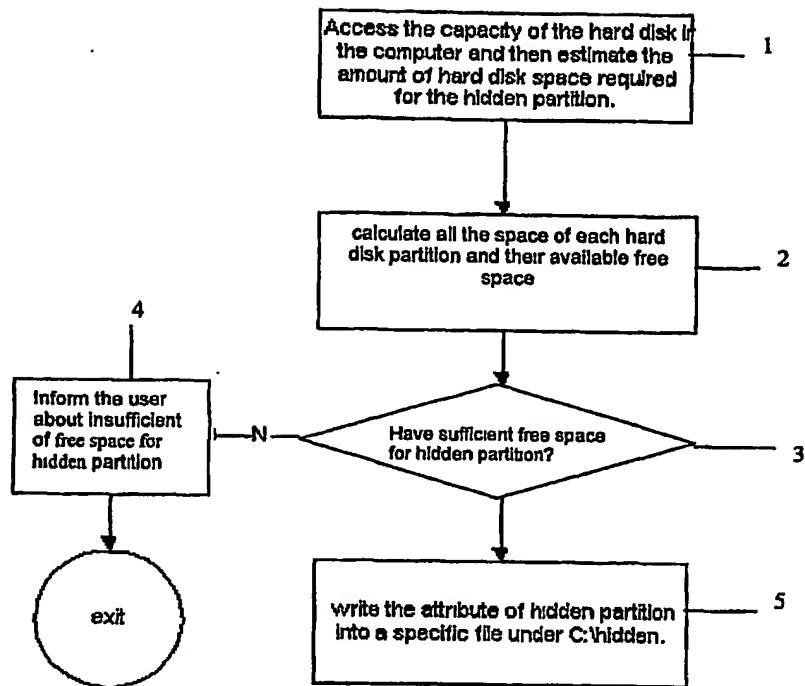 Access the capacity of the hard disk in
the computer and then estimate the
amount of hard disk space required
for the hidden partition.
1
calculate all the space of each hard
disk partition and their available free
space
2
4
Inform the user
about insufficient
of free space for
hidden partition
N
Have sufficient free space
for hidden partition?
3
exit
write the attribute of hidden partition
into a specific file under C:\hidden.
5